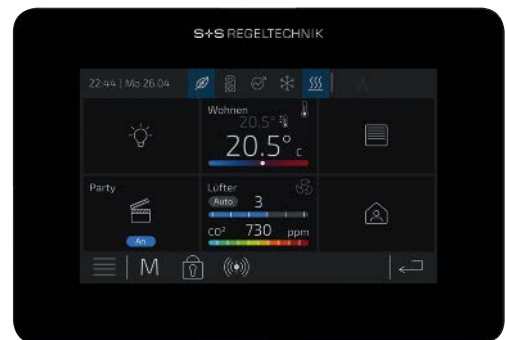 S+S REGELTECHNIK
22:44 | Mo 26.04
Wohnen
20.5°
20.5° C
Party
An
Lüfter
Auto 3
CO² 730 ppm
M